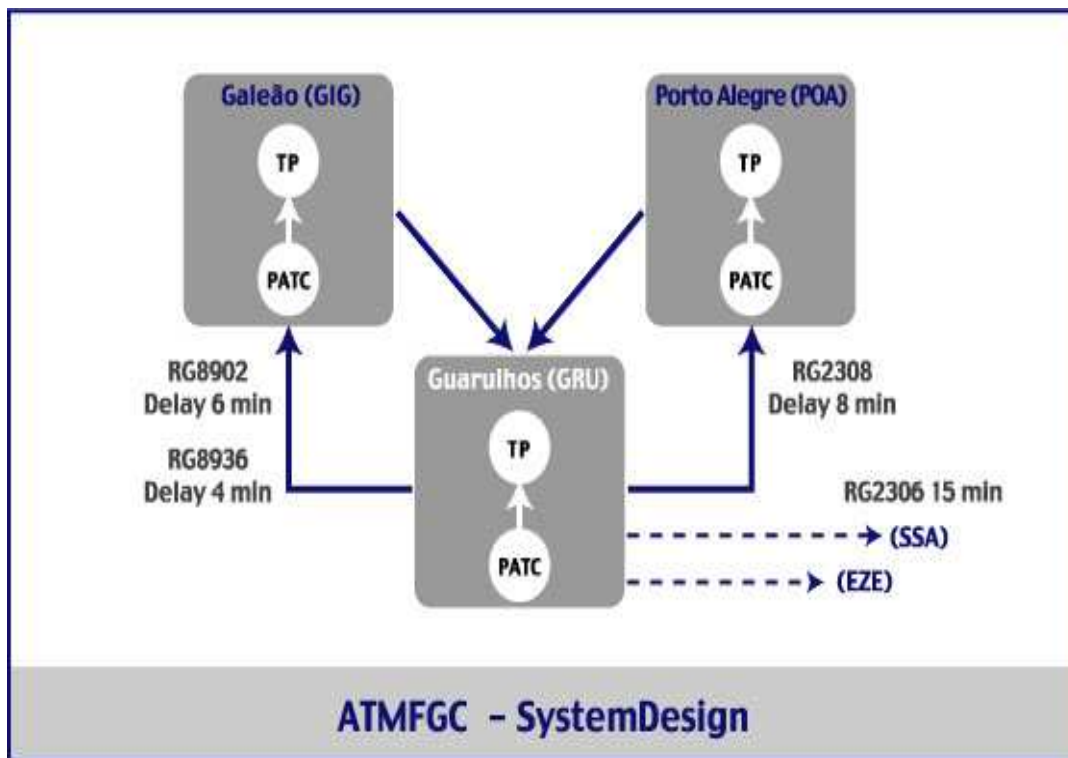 Galeão (GIG)
TP
PATC
Porto Alegre (POA)
TP
PATC
RG8902
Delay 6 min
RG8936
Delay 4 min
Guarulhos (GRU)
TP
PATC
RG2308
Delay 8 min
RG2306 15 min
(SSA)
(EZE)
ATMFGC - SystemDesign